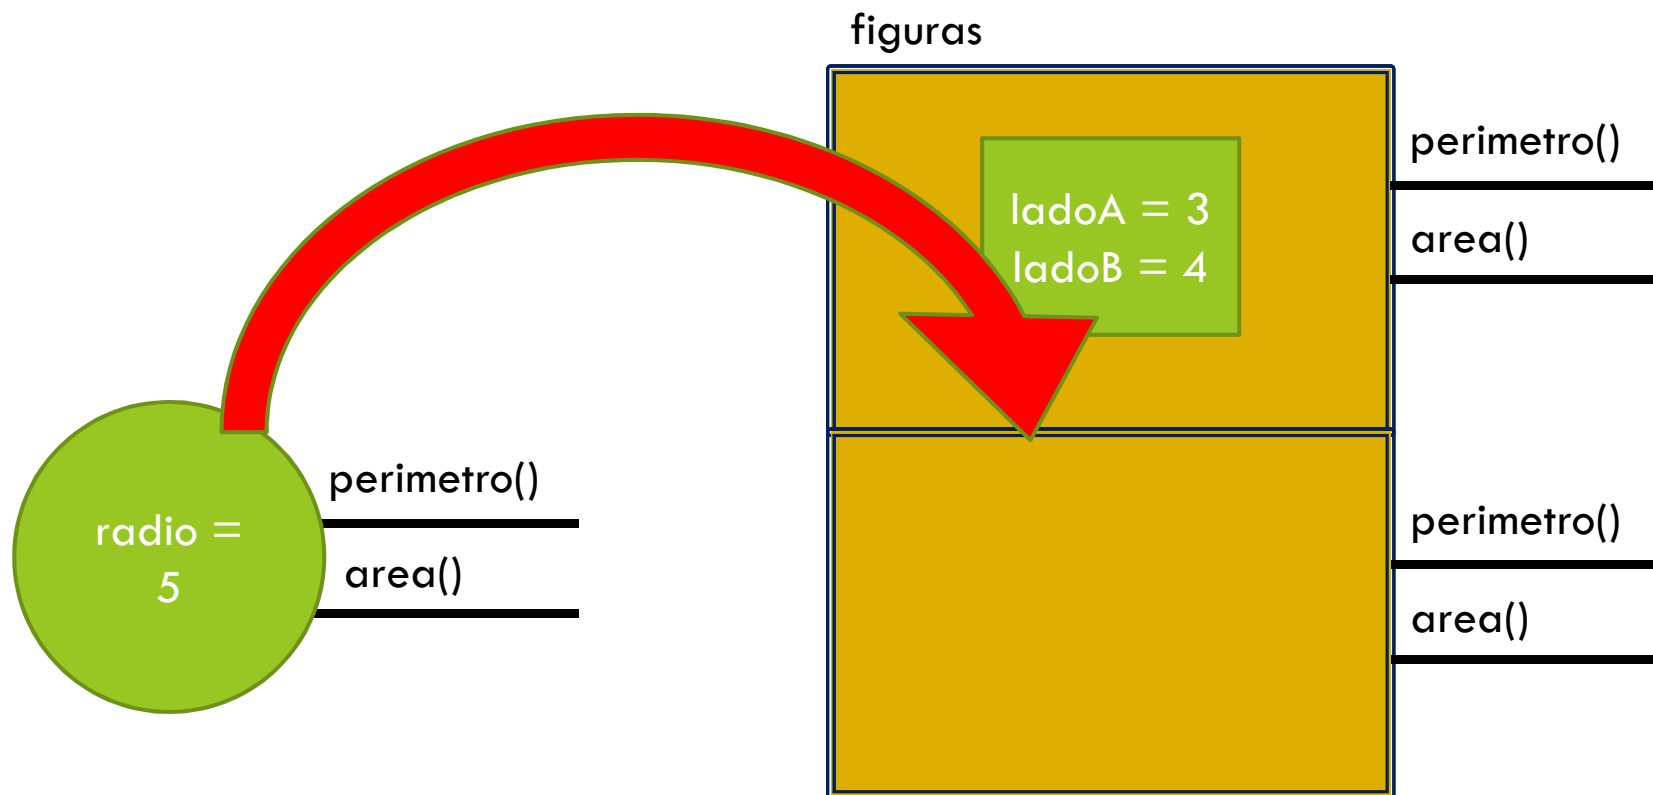 figuras
perimetro()
ladoA = 3
area()
ladoB = 4
perimetro()
radio =
5
area()
perimetro()
area()